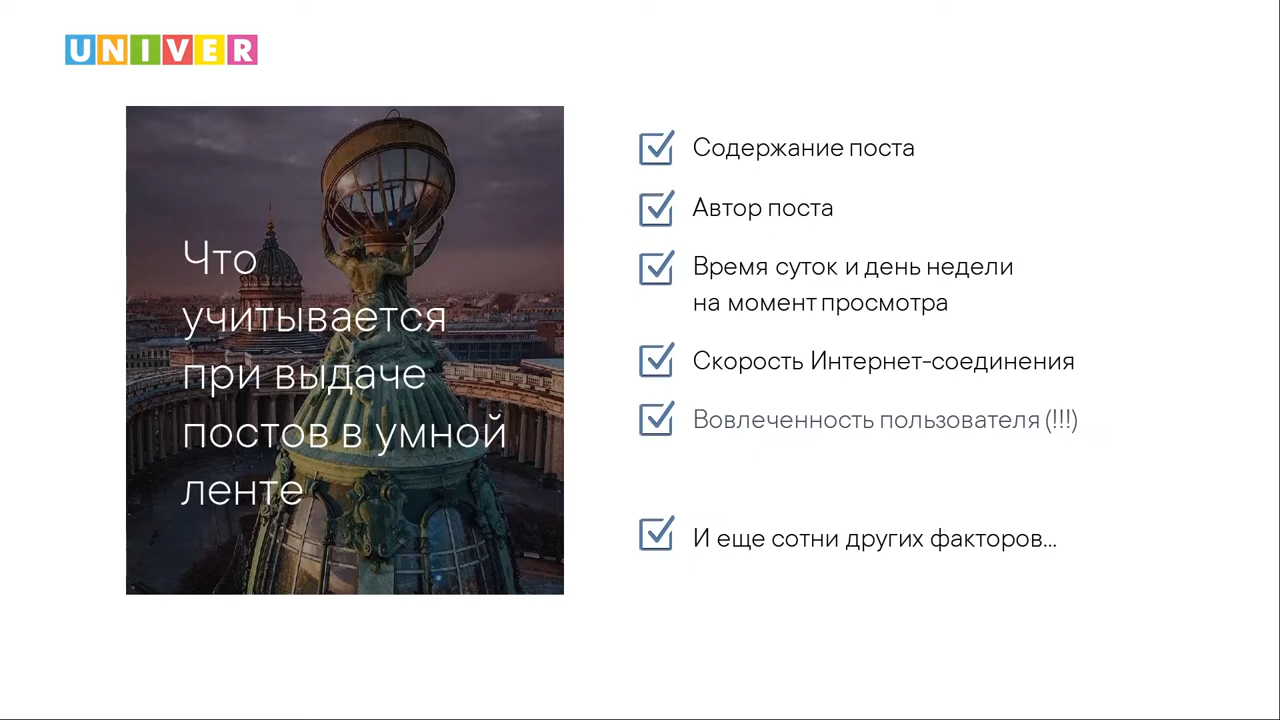 UNIVER
Что
учитывается
при выдаче
постов в умной
ленте
Содержание поста
Автор поста
Время суток и день недели
на момент просмотра
Скорость Интернет-соединения
Вовлеченность пользователя (!!!)
И еще сотни других факторов...